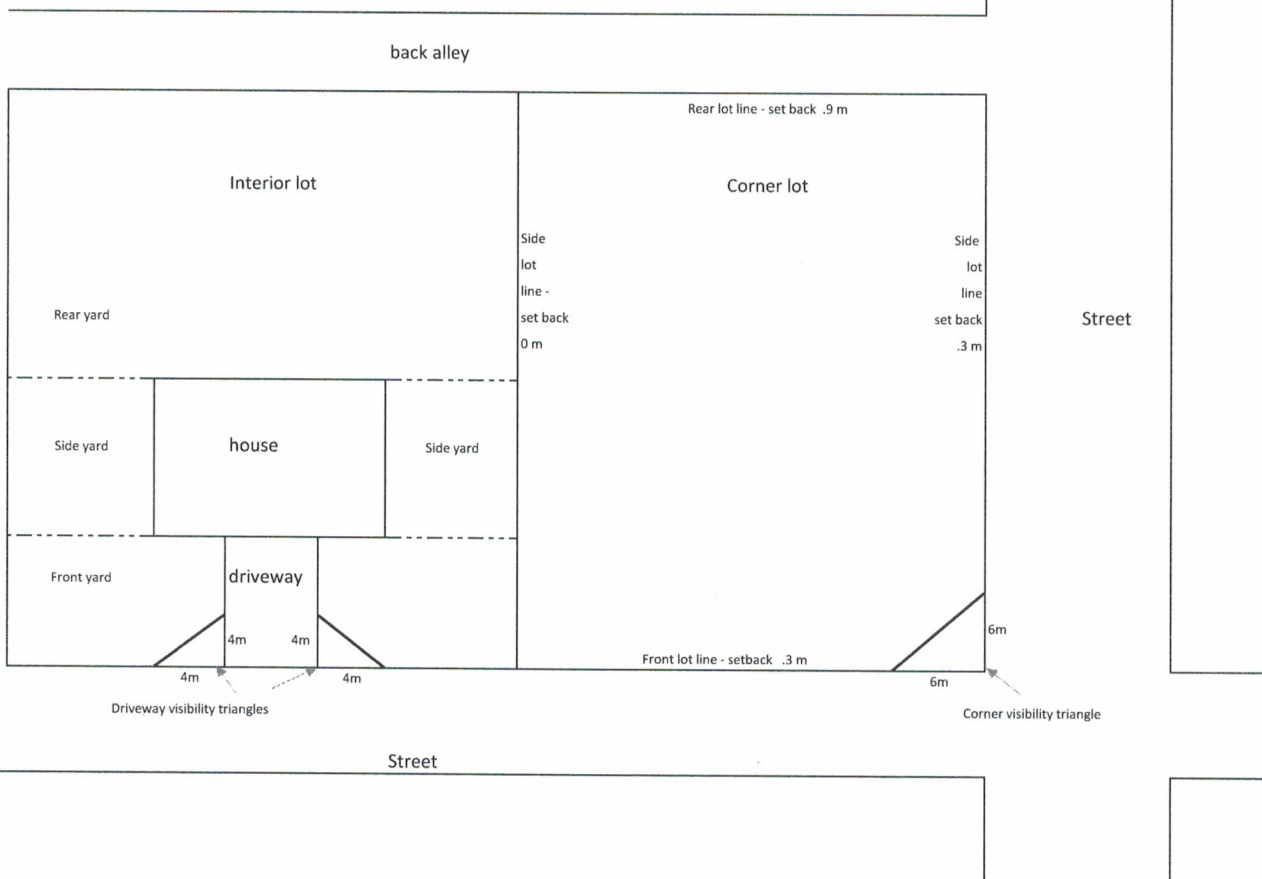 back alley
Rear lot line - set back .9 m
Interior lot
Corner lot
Side
lot
line -
set back
0 m
Side
lot
line
set back
.3 m
Street
Rear yard
Side yard
house
Side yard
Front yard
driveway
4m
4m
4m
4m
Driveway visibility triangles
Front lot line - setback .3 m
6m
6m
Corner visibility triangle
Street